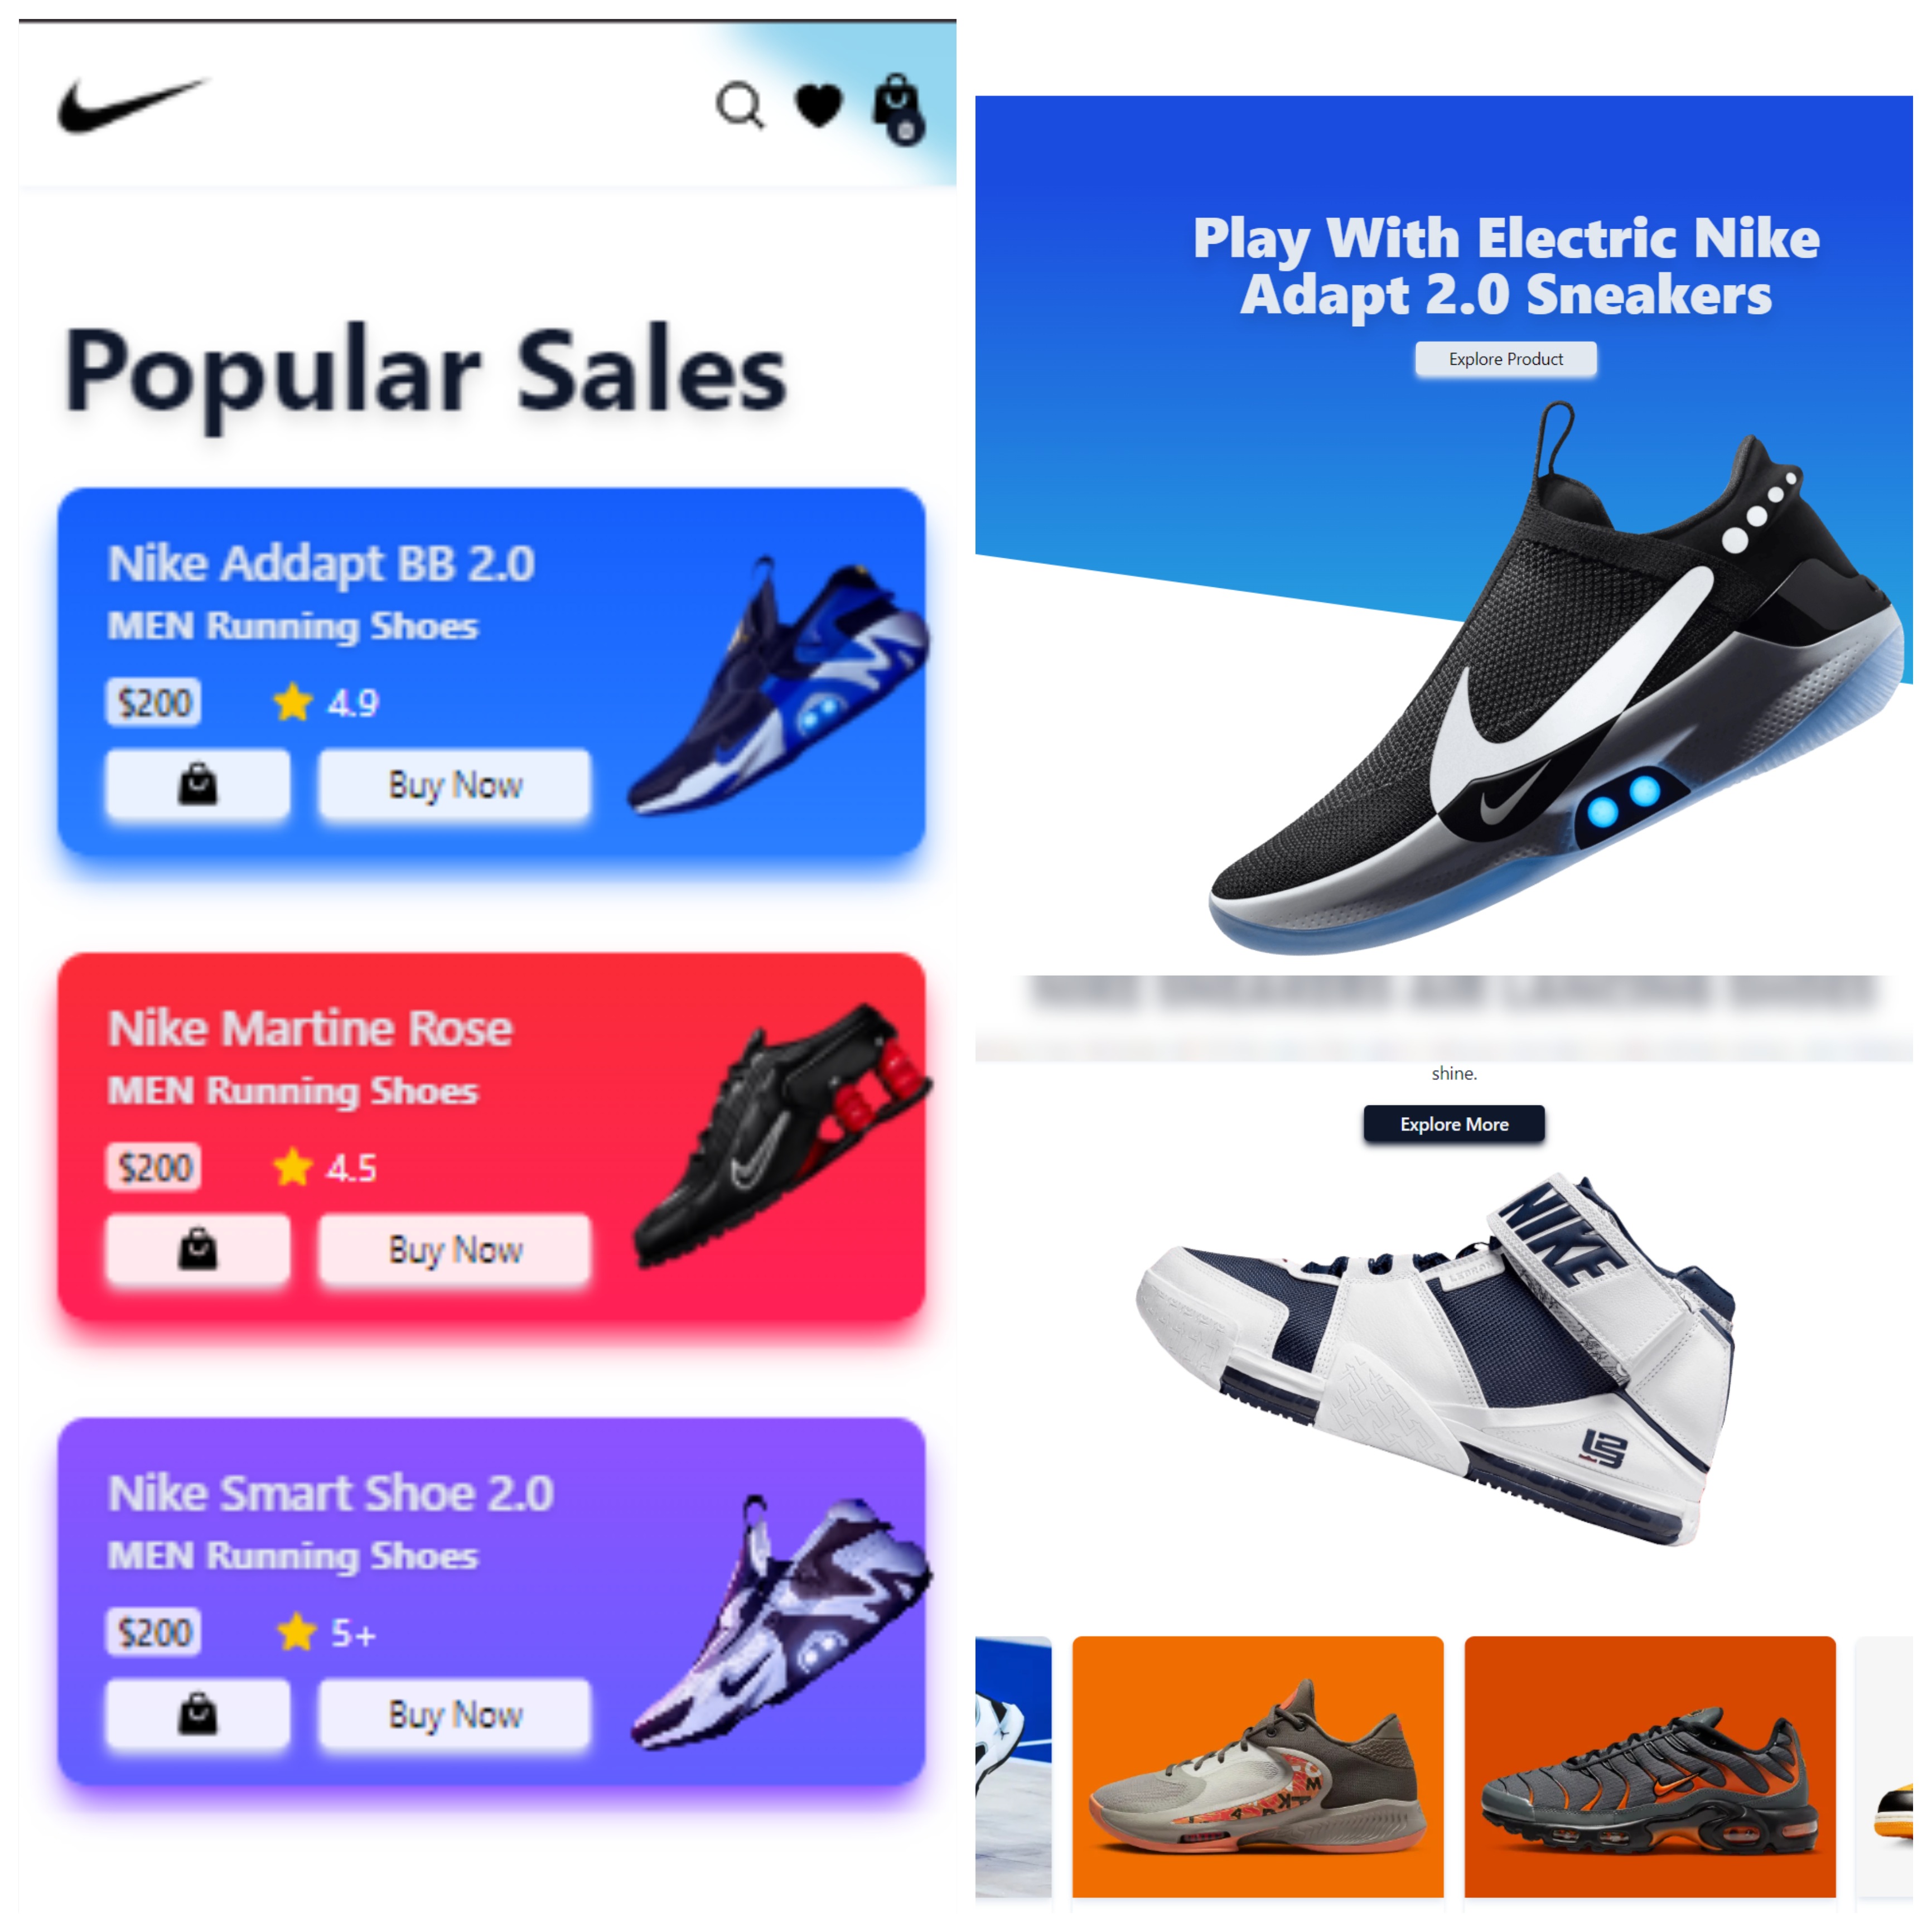 Popular Sales
Nike Addapt BB 2.0
MEN Running Shoes
$200
4.9
Buy Now
Nike Martine Rose
MEN Running Shoes
$200
4.5
Buy Now
Nike Smart Shoe 2.0
MEN Running Shoes
$200
5+
Buy Now
Play With Electric Nike
Adapt 2.0 Sneakers
Explore Product
shine.
Explore More
NIKE